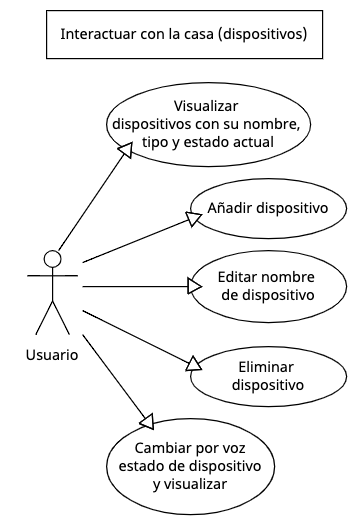 Interactuar con la casa (dispositivos)
Visualizar
dispositivos con su nombre,
tipo y estado actual
Añadir dispositivo
Editar nombre
de dispositivo
Usuario
Eliminar
dispositivo
Cambiar por voz
estado de dispositivo
y visualizar